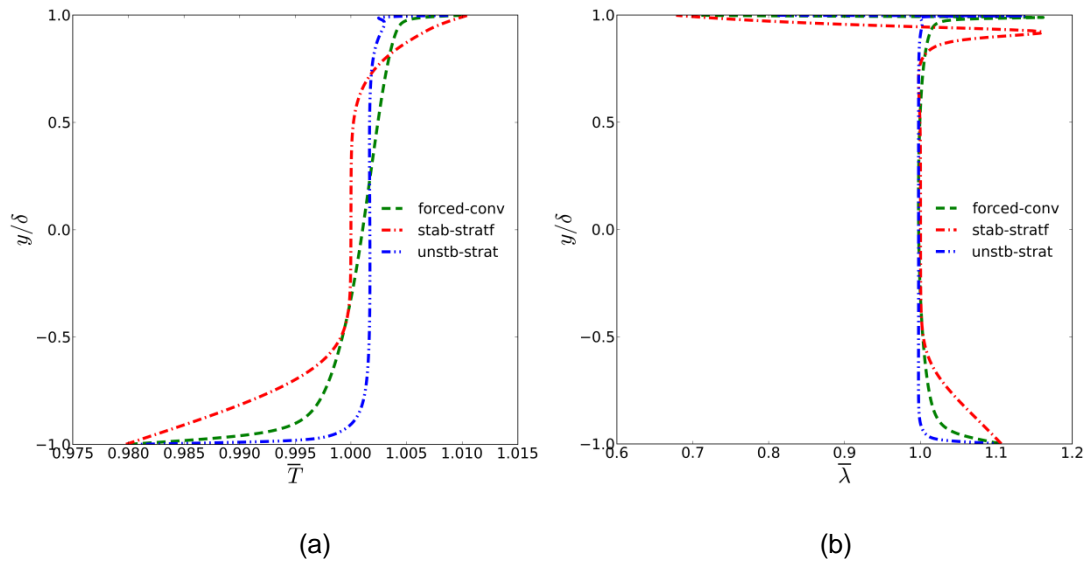 1.0
0.5
0.0
−0.5
−1.0
y/δ
forced-conv
stab-stratf
unstb-strat
0.975 0.980 0.985 0.990 0.995 1.000 1.005 1.010 1.015
T̅
(a)
1.0
0.5
0.0
−0.5
−1.0
y/δ
forced-conv
stab-stratf
unstb-strat
0.6 0.7 0.8 0.9 1.0 1.1 1.2
λ̅
(b)